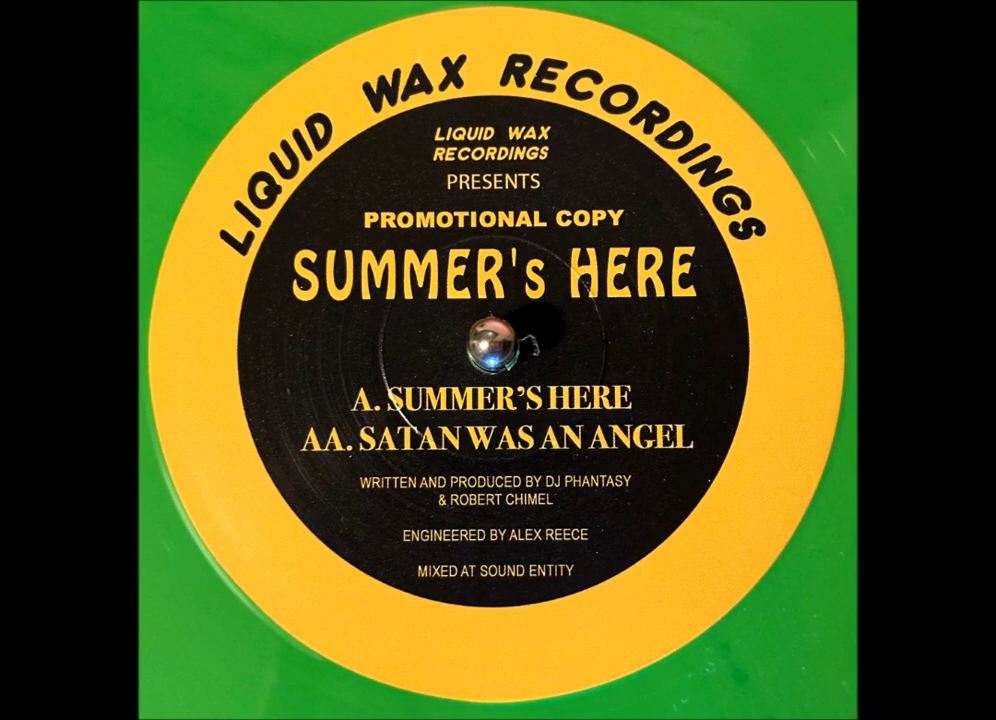 LIQUID WAX RECORDINGS
LIQUID WAX
RECORDINGS
PRESENTS
PROMOTIONAL COPY
SUMMER's HERE
A. SUMMER'S HERE
AA. SATAN WAS AN ANGEL
WRITTEN AND PRODUCED BY DJ PHANTASY
& ROBERT CHIMEL
ENGINEERED BY ALEX REECE
MIXED AT SOUND ENTITY